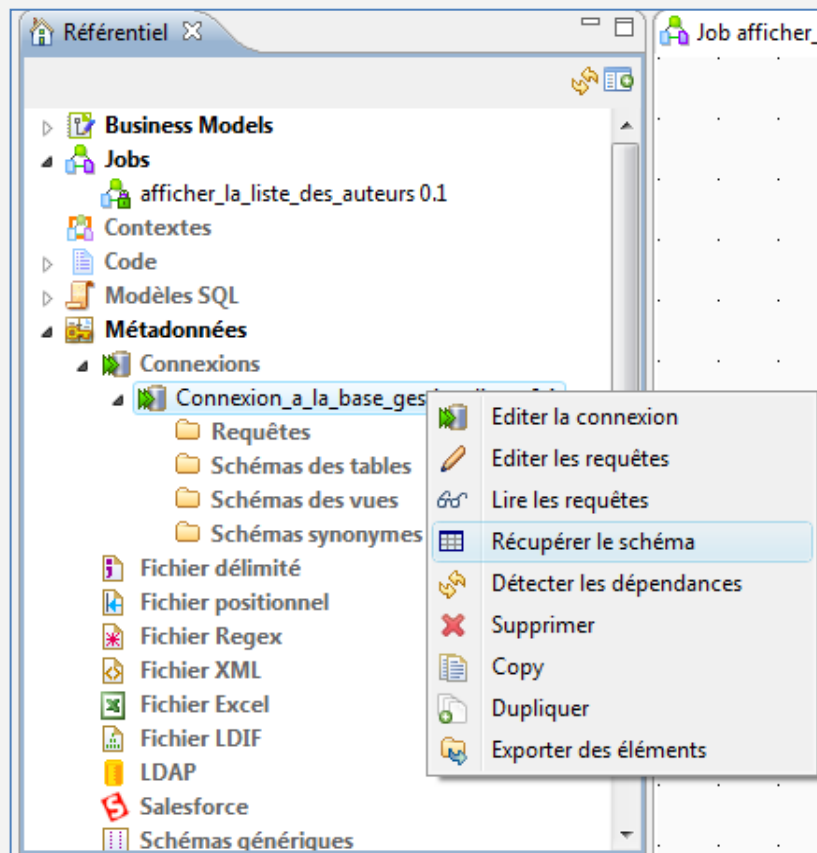 Référentiel
Job afficher_
Business Models
Jobs
afficher_la_liste_des_auteurs 0.1
Contextes
Code
Modèles SQL
Métadonnées
Connexions
Connexion_a_la_base_ges
Requêtes
Schémas des tables
Schémas des vues
Schémas synonymes
Fichier délimité
Fichier positionnel
Fichier Regex
Fichier XML
Fichier Excel
Fichier LDIF
LDAP
Salesforce
Schémas génériques
Editer la connexion
Editer les requêtes
Lire les requêtes
Récupérer le schéma
Détecter les dépendances
Supprimer
Copy
Dupliquer
Exporter des éléments